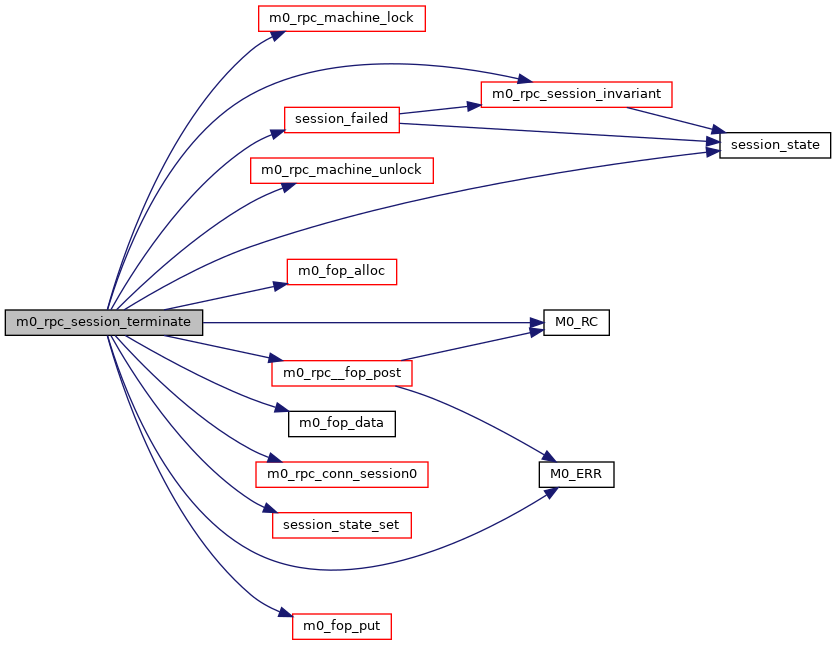 m0_rpc_machine_lock
m0_rpc_session_invariant
session_failed
session_state
m0_rpc_machine_unlock
m0_fop_alloc
m0_rpc_session_terminate
M0_RC
m0_rpc__fop_post
m0_fop_data
m0_rpc_conn_session0
M0_ERR
session_state_set
m0_fop_put